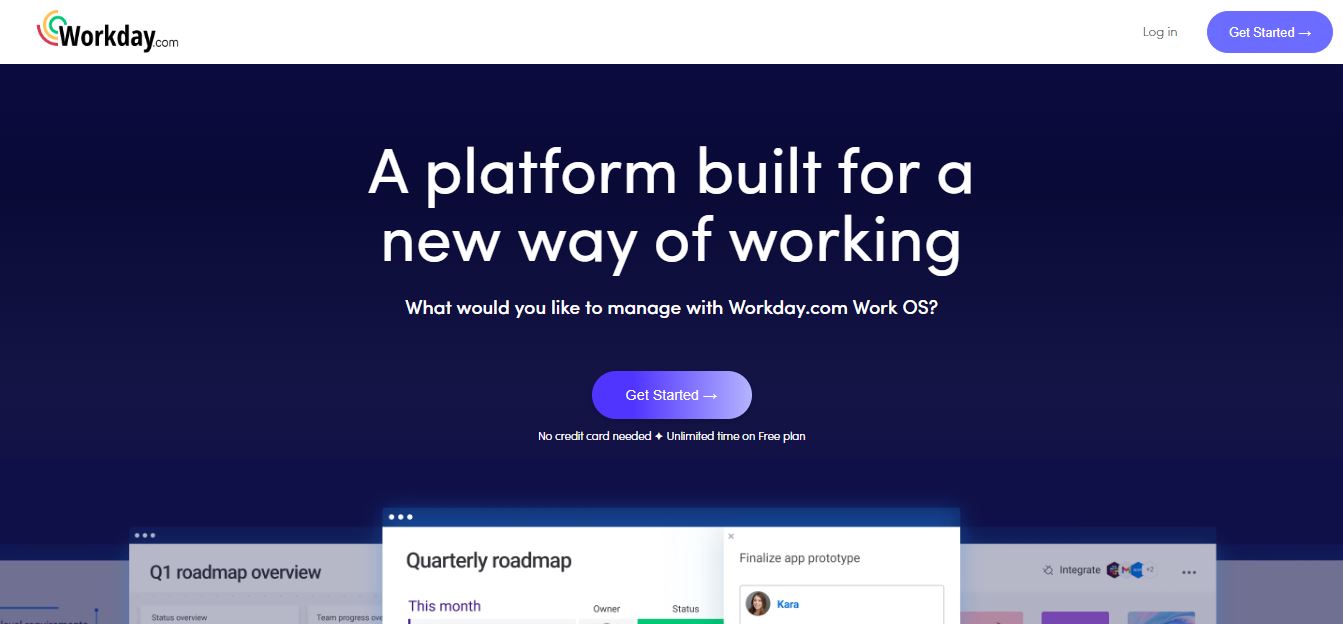 Workday.com
Log in
Get Started →
A platform built for a
new way of working
What would you like to manage with Workday.com Work OS?
Get Started →
No credit card needed ✦ Unlimited time on Free plan
Quarterly roadmap
Finalize app prototype
Q1 roadmap overview
Integrate
+2
Kara
This month
Owner
Status
Status overview
Team progress